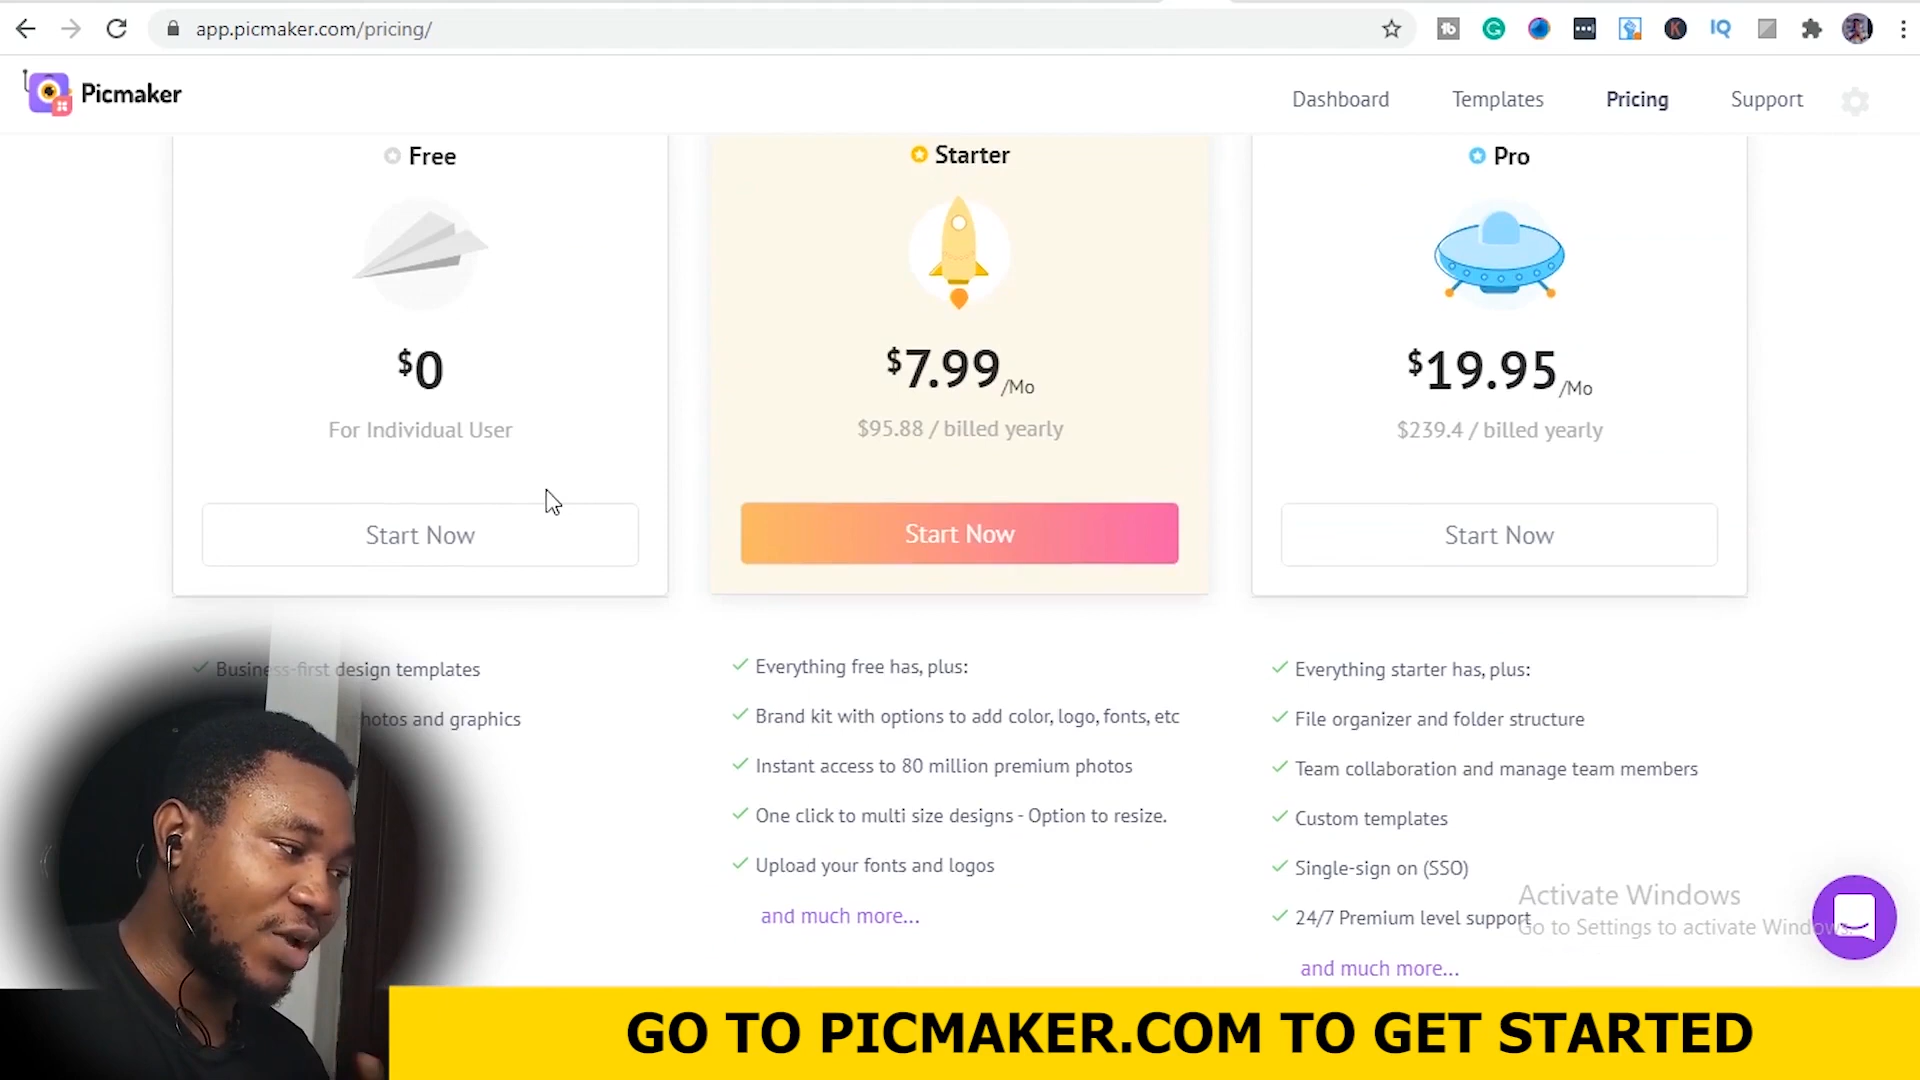 app.picmaker.com/pricing/
IQ
Picmaker
Dashboard
Templates
Pricing
Support
Free
$0
For Individual User
Start Now
Business-first design templates
hotos and graphics
Starter
$7.99/Mo
$95.88 / billed yearly
Start Now
Everything free has, plus:
Brand kit with options to add color, logo, fonts, etc
Instant access to 80 million premium photos
One click to multi size designs - Option to resize.
Upload your fonts and logos
and much more...
Pro
$19.95/Mo
$239.4 / billed yearly
Start Now
Everything starter has, plus:
File organizer and folder structure
Team collaboration and manage team members
Custom templates
Single-sign on (SSO)
24/7 Premium level support
and much more...
Activate Windows
Go to Settings to activate Windows.
GO TO PICMAKER.COM TO GET STARTED